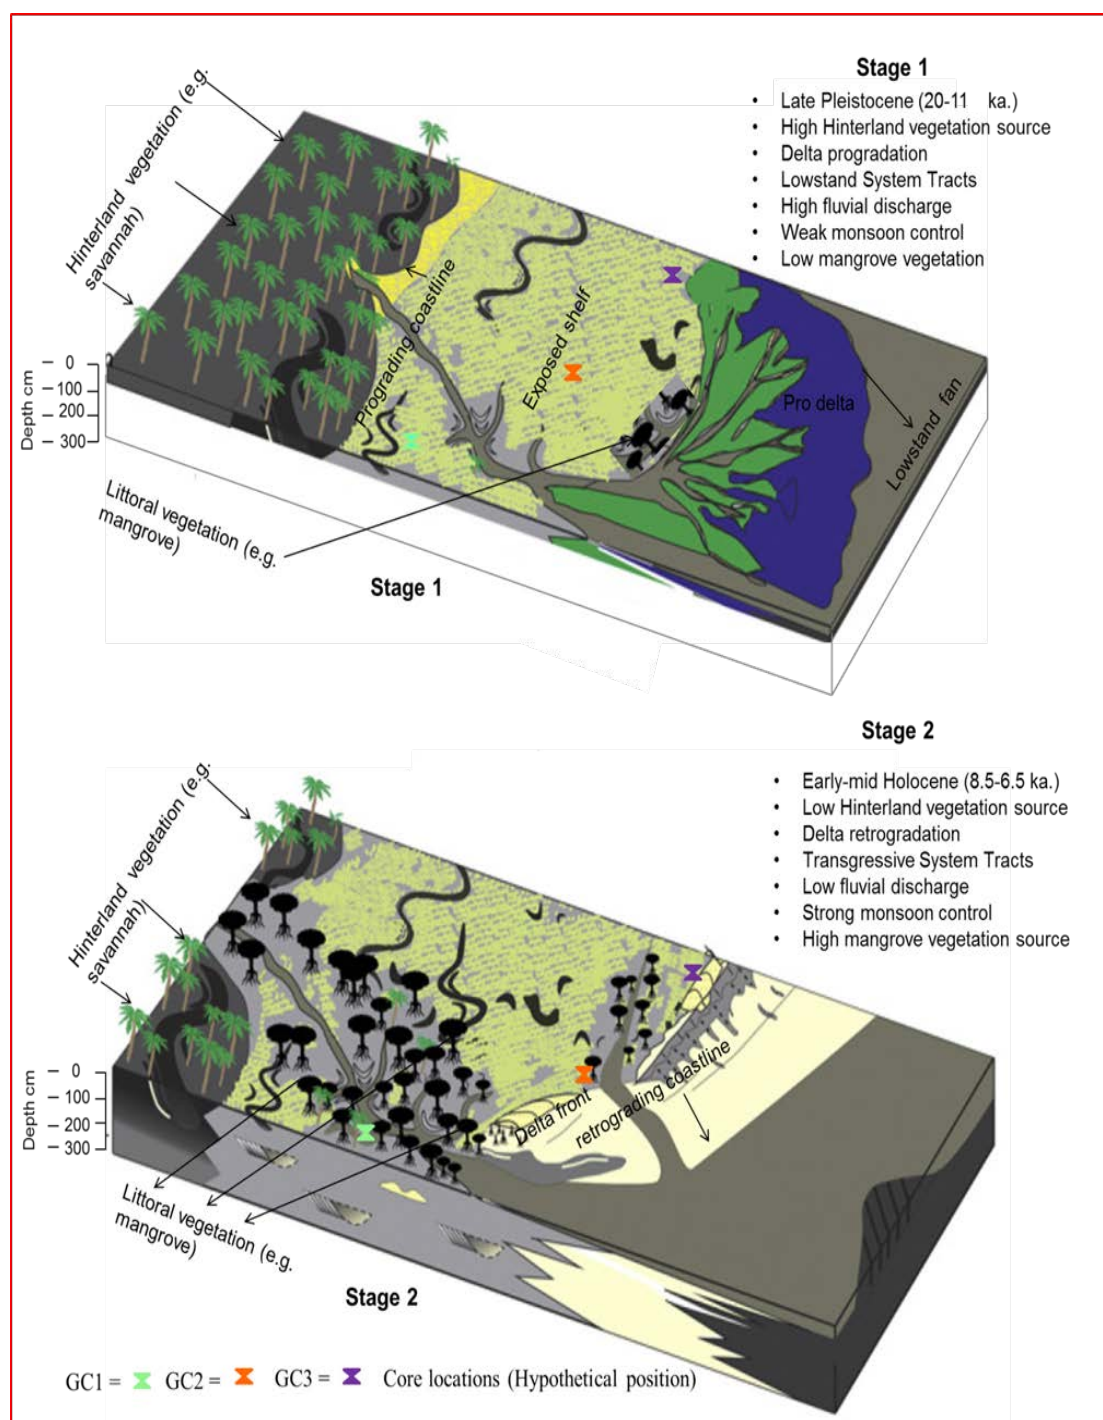 Stage 1
• Late Pleistocene (20-11 ka.)
• High Hinterland vegetation source
• Delta progradation
• Lowstand System Tracts
• High fluvial discharge
• Weak monsoon control
• Low mangrove vegetation
Hinterland vegetation (e.g.
savannah)
Prograding coastline
Exposed shelf
Pro delta
Lowstand fan
Depth cm
0
100
200
300
Littoral vegetation (e.g.
mangrove)
Stage 1
Stage 2
• Early-mid Holocene (8.5-6.5 ka.)
• Low Hinterland vegetation source
• Delta retrogradation
• Transgressive System Tracts
• Low fluvial discharge
• Strong monsoon control
• High mangrove vegetation source
Hinterland vegetation (e.g.
savannah)
Depth cm
0
100
200
300
Delta front
retrograding coastline
Littoral vegetation (e.g.
mangrove)
Stage 2
GC1 = GC2 = GC3 = Core locations (Hypothetical position)